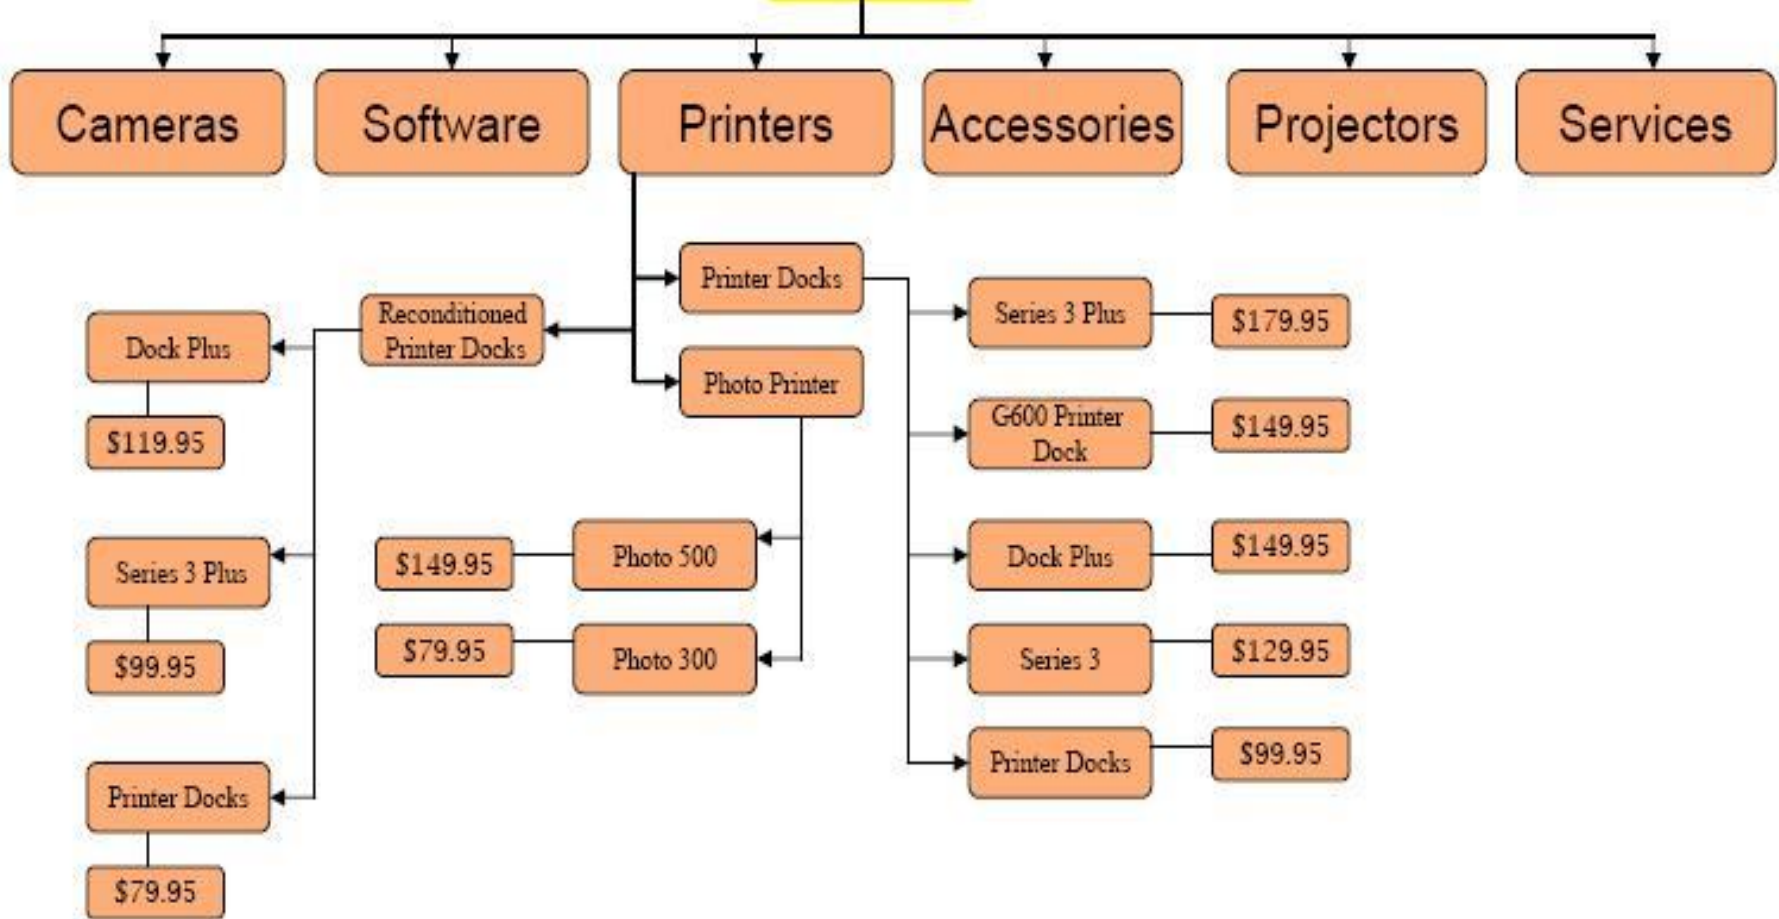 Cameras
Software
Printers
Accessories
Projectors
Services
Printer Docks
Series 3 Plus
$179.95
Reconditioned
Printer Docks
Dock Plus
$119.95
Photo Printer
G600 Printer
Dock
$149.95
Series 3 Plus
$99.95
$149.95
Photo 500
Dock Plus
$149.95
$79.95
Photo 300
Series 3
$129.95
Printer Docks
$79.95
Printer Docks
$99.95